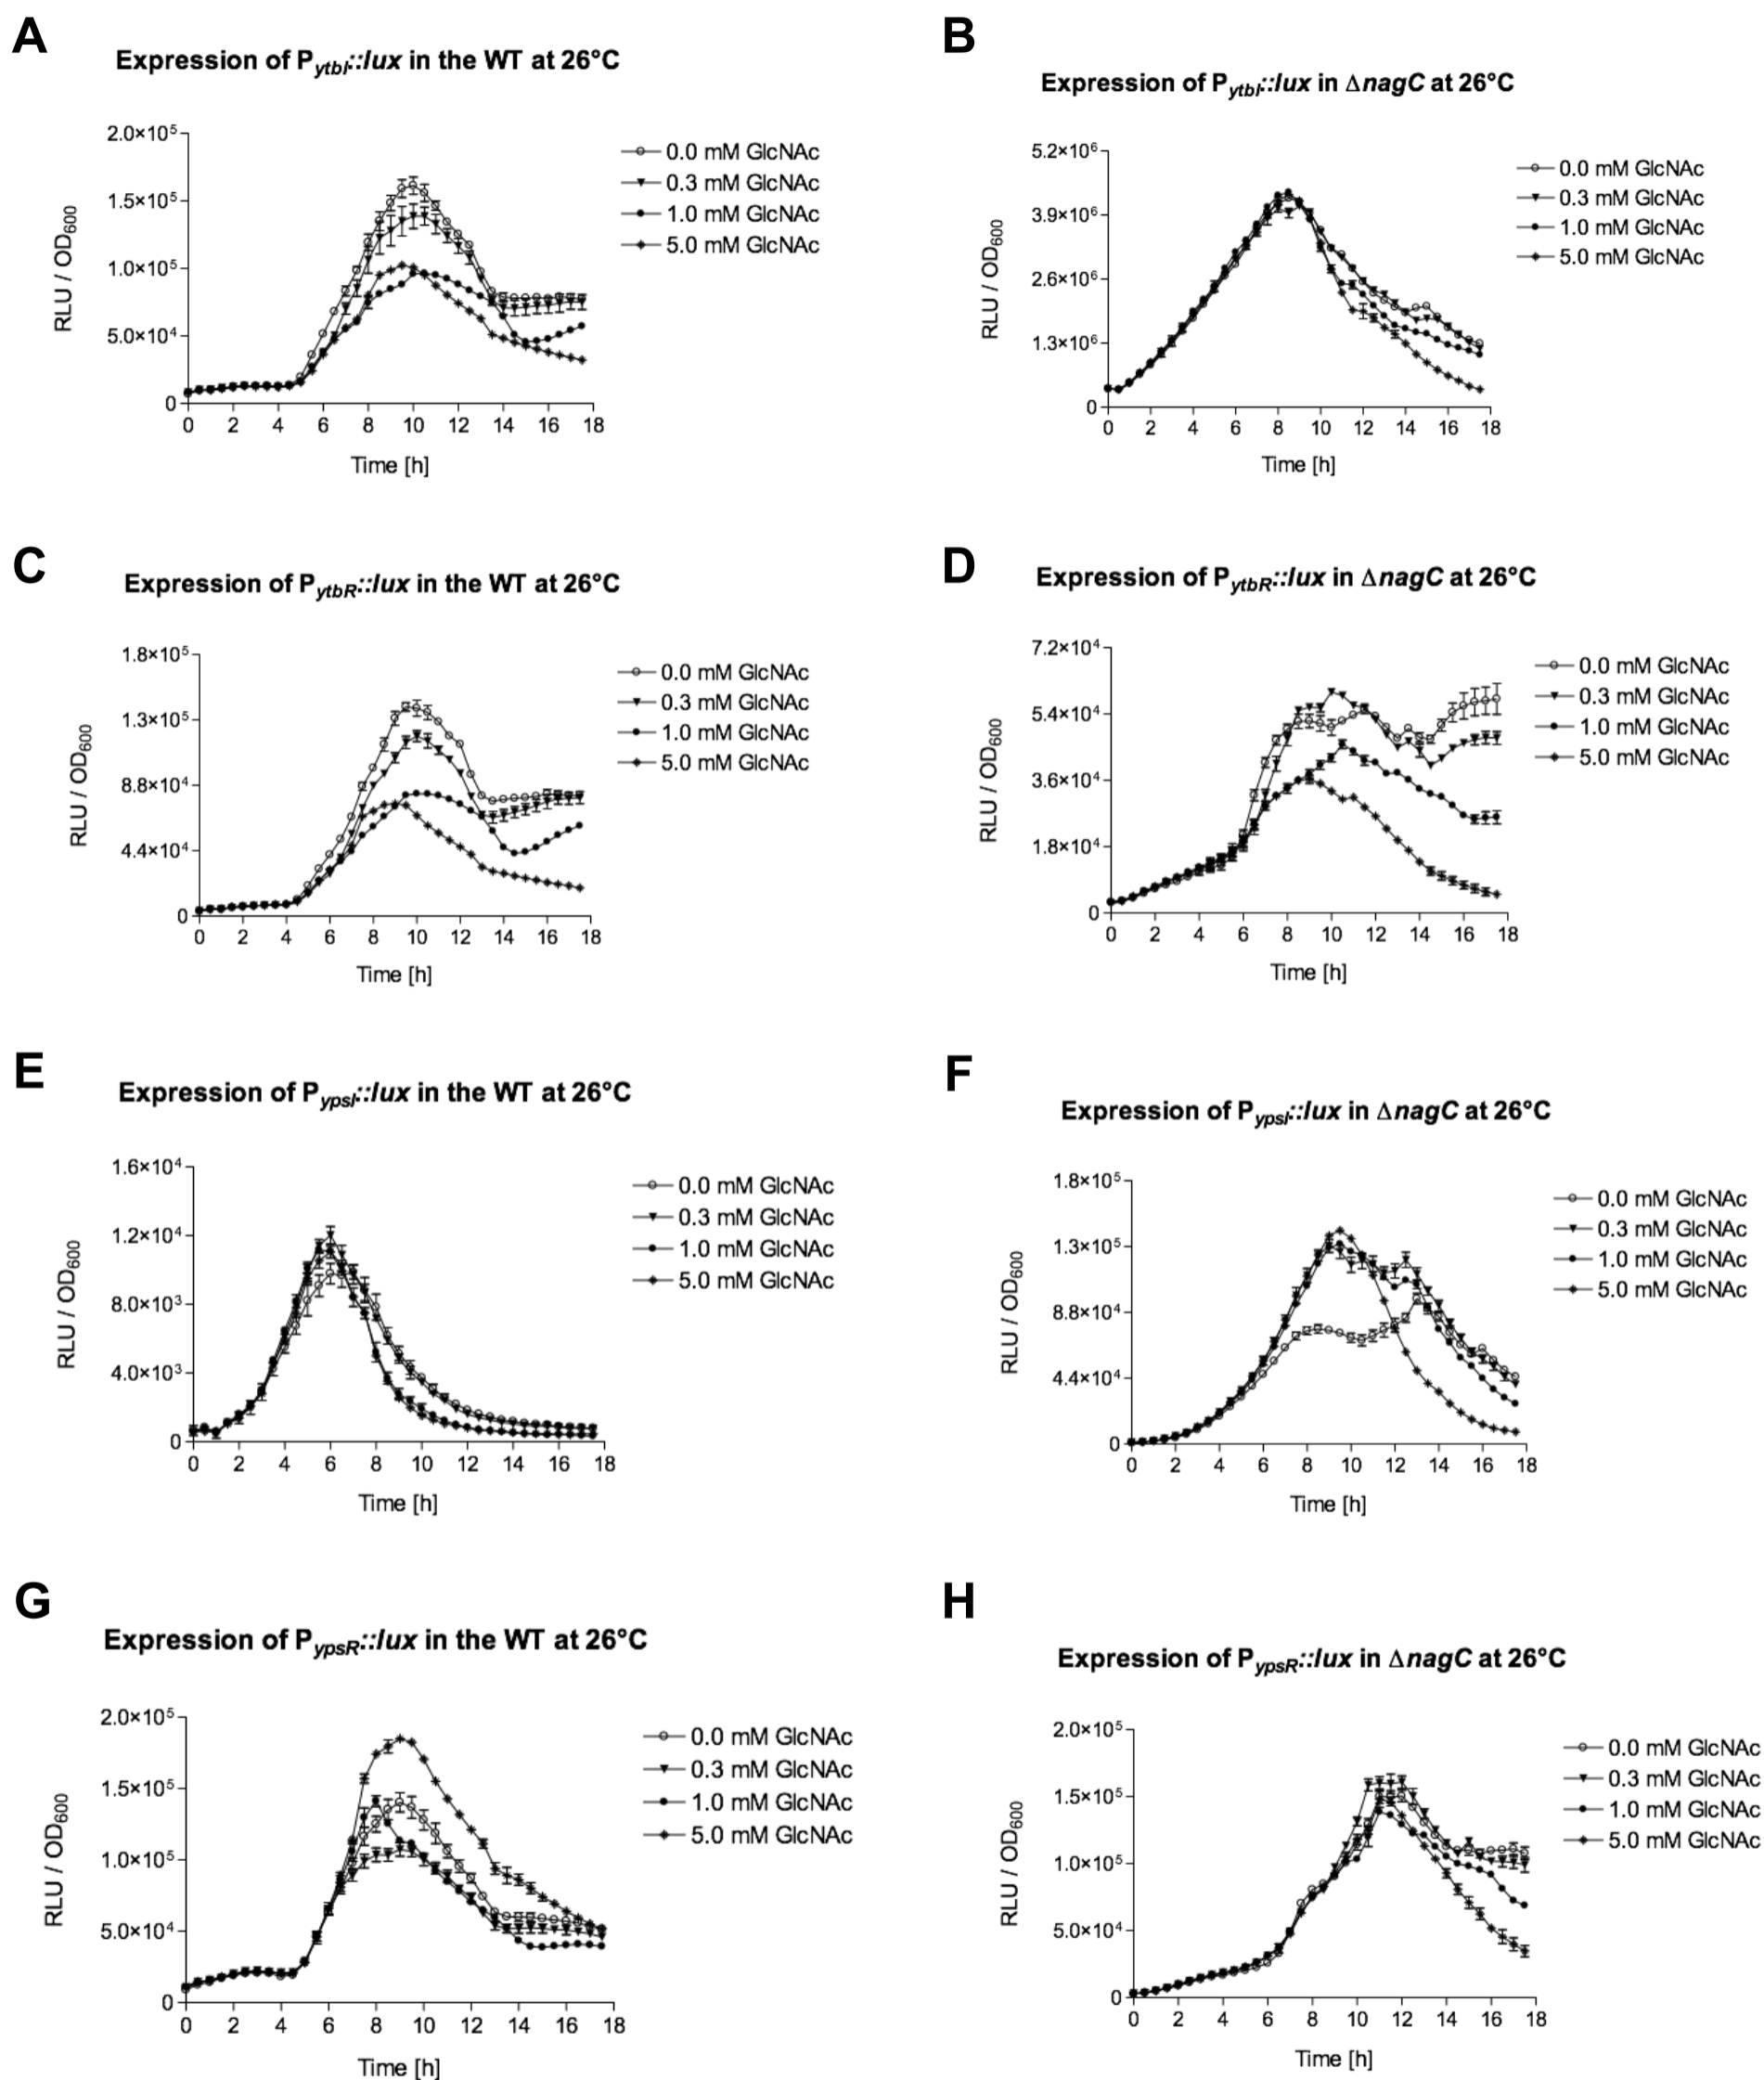 A
Expression of PytbI::lux in the WT at 26°C
2.0×10⁵
1.5×10⁵
1.0×10⁵
5.0×10⁴
0
RLU / OD600
0 2 4 6 8 10 12 14 16 18
Time [h]
0.0 mM GlcNAc
0.3 mM GlcNAc
1.0 mM GlcNAc
5.0 mM GlcNAc
B
Expression of PytbI::lux in ΔnagC at 26°C
5.2×10⁶
3.9×10⁶
2.6×10⁶
1.3×10⁶
0
RLU / OD600
0 2 4 6 8 10 12 14 16 18
Time [h]
0.0 mM GlcNAc
0.3 mM GlcNAc
1.0 mM GlcNAc
5.0 mM GlcNAc
C
Expression of PytbR::lux in the WT at 26°C
1.8×10⁵
1.3×10⁵
8.8×10⁴
4.4×10⁴
0
RLU / OD600
0 2 4 6 8 10 12 14 16 18
Time [h]
0.0 mM GlcNAc
0.3 mM GlcNAc
1.0 mM GlcNAc
5.0 mM GlcNAc
D
Expression of PytbR::lux in ΔnagC at 26°C
7.2×10⁴
5.4×10⁴
3.6×10⁴
1.8×10⁴
0
RLU / OD600
0 2 4 6 8 10 12 14 16 18
Time [h]
0.0 mM GlcNAc
0.3 mM GlcNAc
1.0 mM GlcNAc
5.0 mM GlcNAc
E
Expression of PypsI::lux in the WT at 26°C
1.6×10⁴
1.2×10⁴
8.0×10³
4.0×10³
0
RLU / OD600
0 2 4 6 8 10 12 14 16 18
Time [h]
0.0 mM GlcNAc
0.3 mM GlcNAc
1.0 mM GlcNAc
5.0 mM GlcNAc
F
Expression of PypsI::lux in ΔnagC at 26°C
1.8×10⁵
1.3×10⁵
8.8×10⁴
4.4×10⁴
0
RLU / OD600
0 2 4 6 8 10 12 14 16 18
Time [h]
0.0 mM GlcNAc
0.3 mM GlcNAc
1.0 mM GlcNAc
5.0 mM GlcNAc
G
Expression of PypsR::lux in the WT at 26°C
2.0×10⁵
1.5×10⁵
1.0×10⁵
5.0×10⁴
0
RLU / OD600
0 2 4 6 8 10 12 14 16 18
Time [h]
0.0 mM GlcNAc
0.3 mM GlcNAc
1.0 mM GlcNAc
5.0 mM GlcNAc
H
Expression of PypsR::lux in ΔnagC at 26°C
2.0×10⁵
1.5×10⁵
1.0×10⁵
5.0×10⁴
0
RLU / OD600
0 2 4 6 8 10 12 14 16 18
Time [h]
0.0 mM GlcNAc
0.3 mM GlcNAc
1.0 mM GlcNAc
5.0 mM GlcNAc